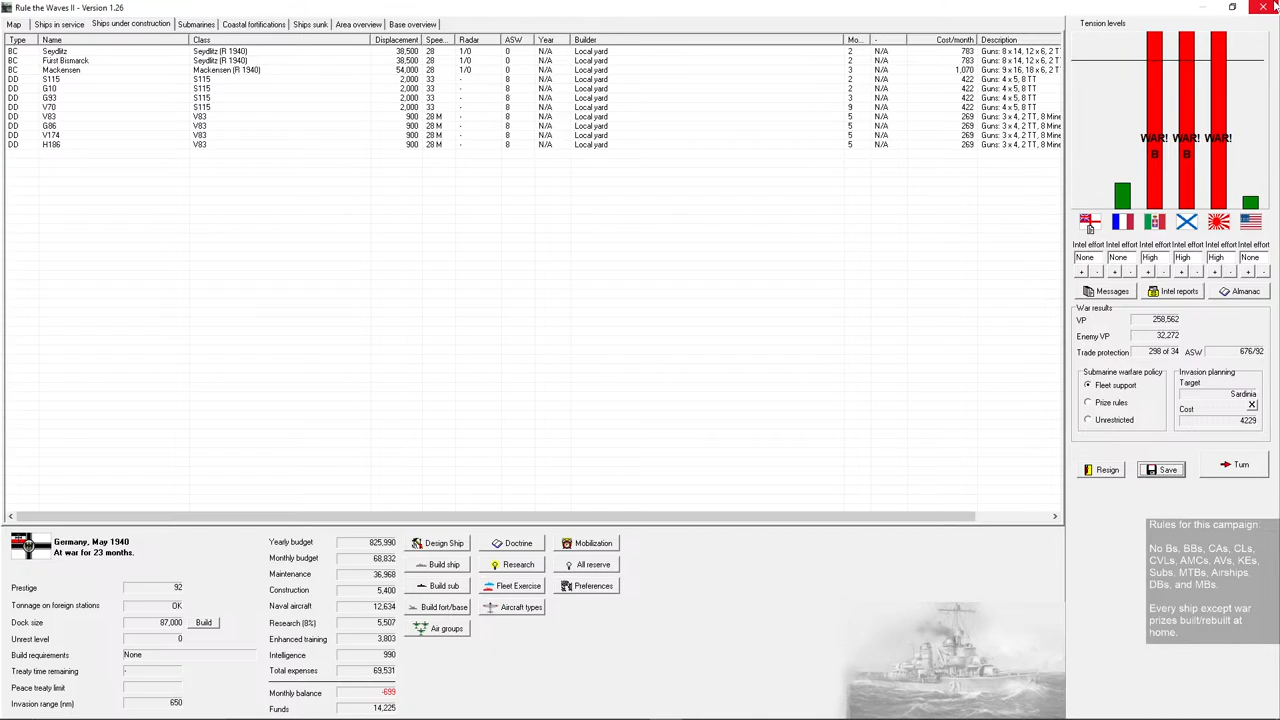 Rule the Waves II - Version 1.26
Map Ships in service Ships under construction Submarines Coastal fortifications Ships sunk Area overview Base overview
Type Name Class Displacement Spee... Radar ASW Year Builder Mo... - Cost/month Description
BC Seydlitz Seydlitz (R 1940) 38,500 28 1/0 0 N/A Local yard 2 N/A 783 Guns: 8 x 14, 12 x 6, 2 TT
BC Fürst Bismarck Seydlitz (R 1940) 38,500 28 1/0 0 N/A Local yard 2 N/A 783 Guns: 8 x 14, 12 x 6, 2 TT
BC Mackensen Mackensen (R 1940) 54,000 28 1/0 0 N/A Local yard 3 N/A 1,070 Guns: 9 x 16, 18 x 6, 2 TT
DD S115 S115 2,000 33 - 8 N/A Local yard 2 N/A 422 Guns: 4 x 5, 8 TT
DD G10 S115 2,000 33 - 8 N/A Local yard 2 N/A 422 Guns: 4 x 5, 8 TT
DD G93 S115 2,000 33 - 8 N/A Local yard 3 N/A 422 Guns: 4 x 5, 8 TT
DD V70 S115 2,000 33 - 8 N/A Local yard 9 N/A 422 Guns: 4 x 5, 8 TT
DD V83 V83 900 28 M - 8 N/A Local yard 5 N/A 269 Guns: 3 x 4, 2 TT, 8 Mine
DD G86 V83 900 28 M - 8 N/A Local yard 5 N/A 269 Guns: 3 x 4, 2 TT, 8 Mine
DD V174 V83 900 28 M - 8 N/A Local yard 5 N/A 269 Guns: 3 x 4, 2 TT, 8 Mine
DD H186 V83 900 28 M - 8 N/A Local yard 5 N/A 269 Guns: 3 x 4, 2 TT, 8 Mine
Tension levels
WAR! WAR! WAR!
B B
Intel effort Intel effort Intel effort Intel effort Intel effort Intel effort
None None High High High None
+ - + - + - + - + - + -
Messages Intel reports Almanac
War results
VP 258,562
Enemy VP 32,272
Trade protection 298 of 34 ASW 676/92
Submarine warfare policy
Fleet support
Prize rules
Unrestricted
Invasion planning
Target
Sardinia
X
Cost
4229
Resign Save Turn
Rules for this campaign:
No Bs, BBs, CAs, CLs,
CVLs, AMCs, AVs, KEs,
Subs, MTBs, Airships,
DBs, and MBs.
Every ship except war
prizes built/rebuilt at
home.
Germany, May 1940
At war for 23 months.
Prestige 92
Tonnage on foreign stations OK
Dock size 87,000 Build
Unrest level 0
Build requirements None
Treaty time remaining -
Peace treaty limit
Invasion range (nm) 650
Yearly budget 825,990
Monthly budget 68,832
Maintenance 36,968
Construction 5,400
Naval aircraft 12,634
Research (8%) 5,507
Enhanced training 3,803
Intelligence 990
Total expenses 69,531
Monthly balance -699
Funds 14,225
Design Ship Doctrine Mobilization
Build ship Research All reserve
Build sub Fleet Exercise Preferences
Build fort/base Aircraft types
Air groups